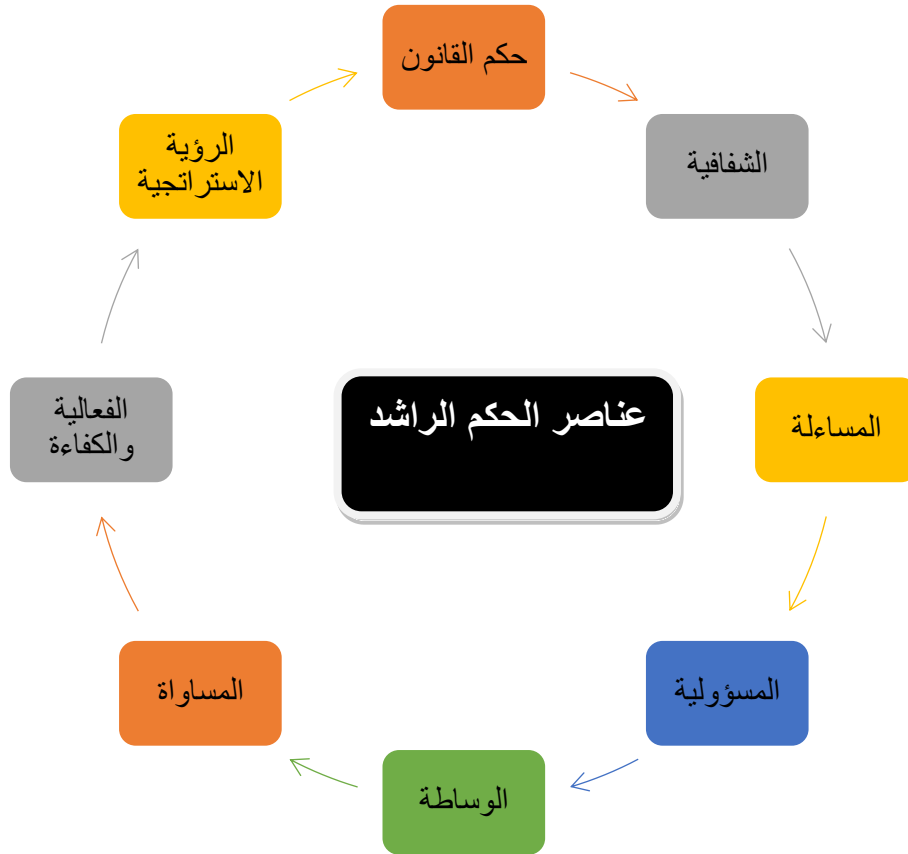 حكم القانون
الشفافية
المساءلة
المسؤولية
الوساطة
المساواة
الفعالية
والكفاءة
الرؤية
الاستراتجية
عناصر الحكم الراشد